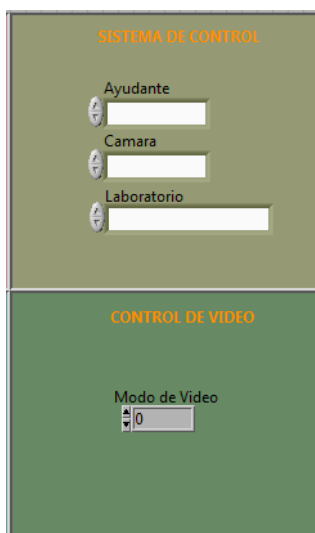 SISTEMA DE CONTROL
Ayudante
Camara
Laboratorio
CONTROL DE VIDEO
Modo de Video
0